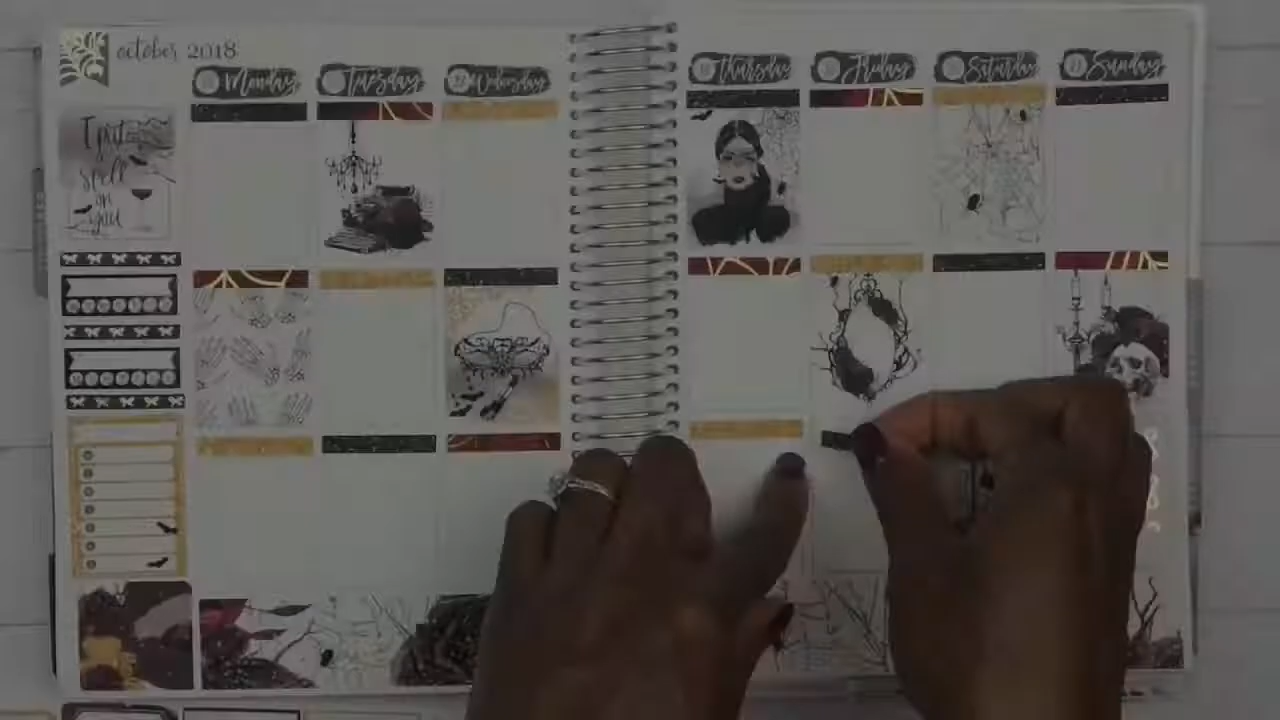 october 2018
Monday
Tuesday
Wednesday
Thursday
Friday
Saturday
Sunday
I put
spell
on
you